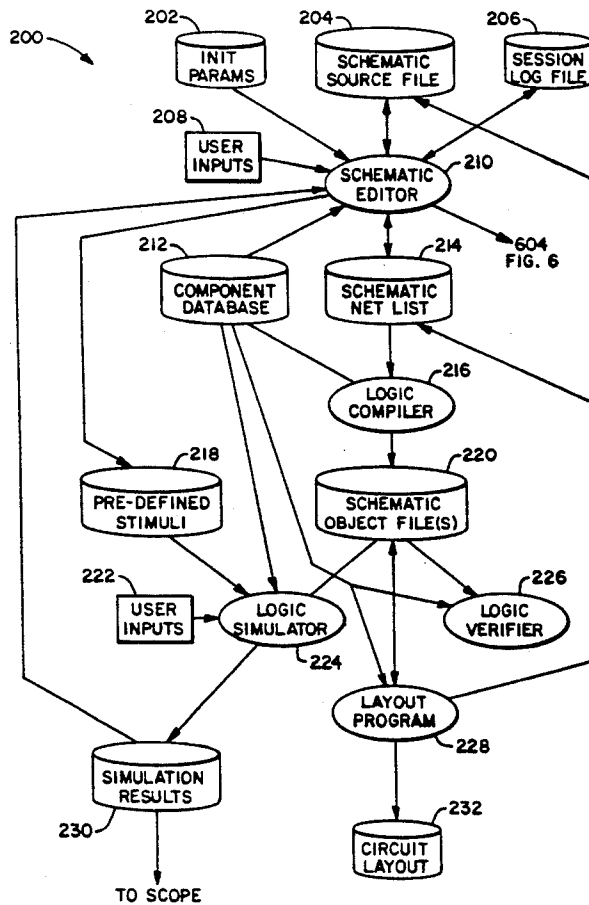 200
202
INIT
PARAMS
204
SCHEMATIC
SOURCE FILE
206
SESSION
LOG FILE
208
USER
INPUTS
SCHEMATIC
EDITOR
210
604
FIG. 6
212
COMPONENT
DATABASE
214
SCHEMATIC
NET LIST
216
LOGIC
COMPILER
218
PRE-DEFINED
STIMULI
220
SCHEMATIC
OBJECT FILE(S)
222
USER
INPUTS
LOGIC
SIMULATOR
224
226
LOGIC
VERIFIER
LAYOUT
PROGRAM
228
SIMULATION
RESULTS
230
232
CIRCUIT
LAYOUT
TO SCOPE